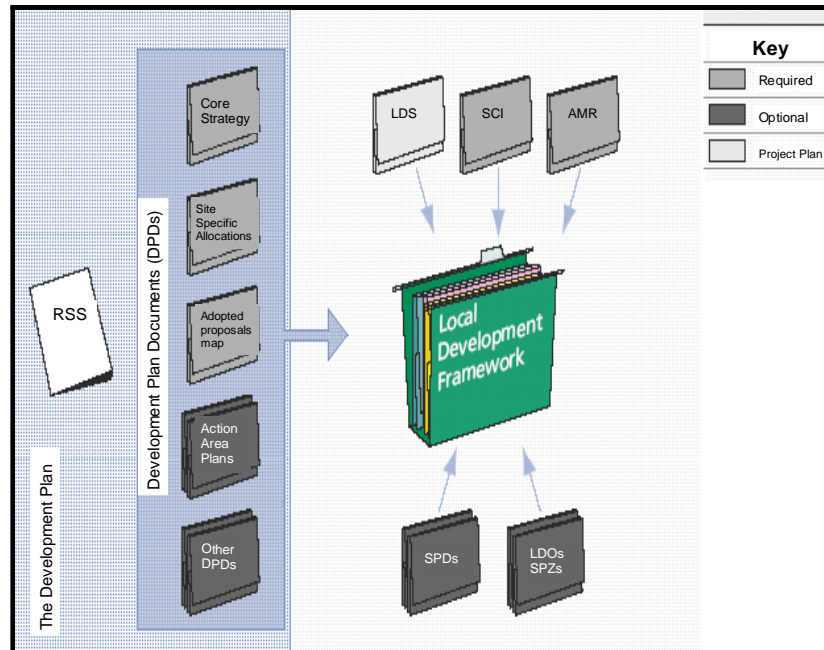 RSS
The Development Plan
Development Plan Documents (DPDs)
Core
Strategy
Site
Specific
Allocations
Adopted
proposals
map
Action
Area
Plans
Other
DPDs
LDS
SCI
AMR
Local
Development
Framework
SPDs
LDOs
SPZs
Key
Required
Optional
Project Plan